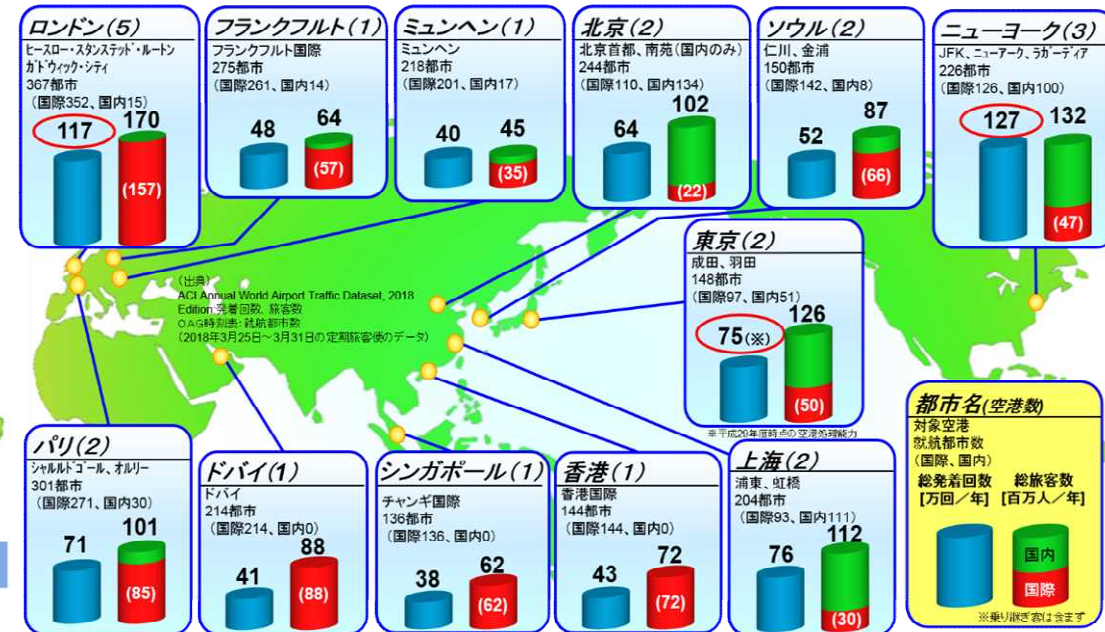 ロンドン(5)
ヒースロー・スタンステッド・ルートン
ガトウィック・シティ
367都市
(国際352、国内15)
117
170
(157)
フランクフルト(1)
フランクフルト国際
275都市
(国際261、国内14)
48
64
(57)
ミュンヘン(1)
ミュンヘン
218都市
(国際201、国内17)
40
45
(35)
北京(2)
北京首都、南苑(国内のみ)
244都市
(国際110、国内134)
64
102
(22)
ソウル(2)
仁川、金浦
150都市
(国際142、国内8)
52
87
(66)
ニューヨーク(3)
JFK、ニューアーク、ラガーディア
226都市
(国際126、国内100)
127
132
(47)
(出典)
ACI Annual World Airport Traffic Dataset, 2018
Edition:発着回数、旅客数
OAG時刻表:就航都市数
(2018年3月25日~3月31日の定期旅客便のデータ)
東京(2)
成田、羽田
148都市
(国際97、国内51)
75(※)
126
(50)
※平成29年度時点の空港処理能力
パリ(2)
シャルルドゴール、オルリー
301都市
(国際271、国内30)
71
101
(85)
ドバイ(1)
ドバイ
214都市
(国際214、国内0)
41
88
(88)
シンガポール(1)
チャンギ国際
136都市
(国際136、国内0)
38
62
(62)
香港(1)
香港国際
144都市
(国際144、国内0)
43
72
(72)
上海(2)
浦東、虹橋
204都市
(国際93、国内111)
76
112
(30)
都市名(空港数)
対象空港
就航都市数
(国際、国内)
総発着回数 総旅客数
[万回/年] [百万人/年]
国内
国際
※乗り継ぎ客は含まず